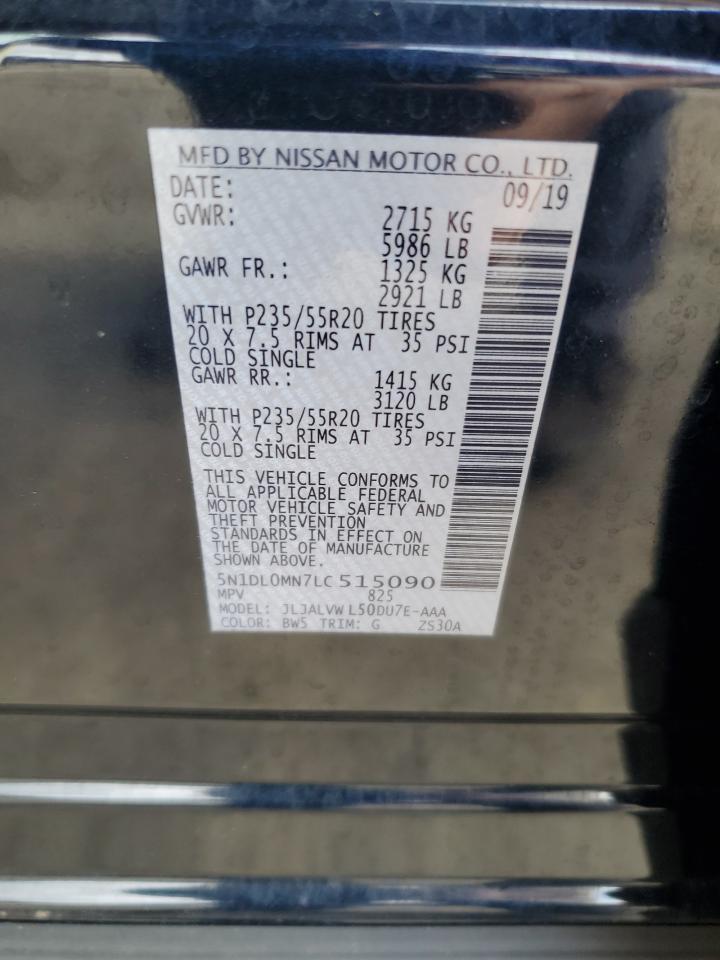 MFD BY NISSAN MOTOR CO., LTD.
DATE: 09/19
GVWR: 2715 KG
5986 LB
GAWR FR.: 1325 KG
2921 LB
WITH P235/55R20 TIRES
20 X 7.5 RIMS AT 35 PSI
COLD SINGLE
GAWR RR.: 1415 KG
3120 LB
WITH P235/55R20 TIRES
20 X 7.5 RIMS AT 35 PSI
COLD SINGLE
THIS VEHICLE CONFORMS TO
ALL APPLICABLE FEDERAL
MOTOR VEHICLE SAFETY AND
THEFT PREVENTION
STANDARDS IN EFFECT ON
THE DATE OF MANUFACTURE
SHOWN ABOVE.
5N1DL0MN7LC515090
MPV 825
MODEL: JLJALVWL50DU7E-AAA
COLOR: BW5 TRIM: G ZS30A